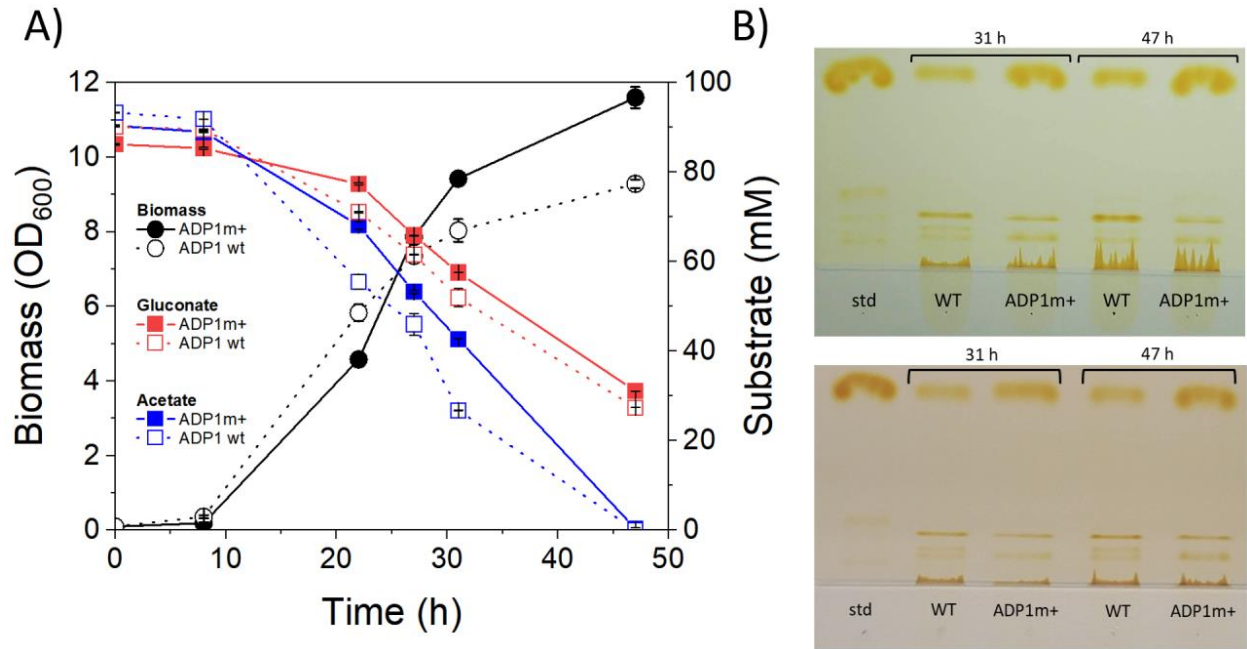 A)
12
10
8
6
4
2
0
Biomass (OD600)
Biomass
ADP1m+
ADP1 wt
Gluconate
ADP1m+
ADP1 wt
Acetate
ADP1m+
ADP1 wt
100
80
60
40
20
0
Substrate (mM)
0 10 20 30 40 50
Time (h)
B)
31 h 47 h
std WT ADP1m+ WT ADP1m+
31 h 47 h
std WT ADP1m+ WT ADP1m+